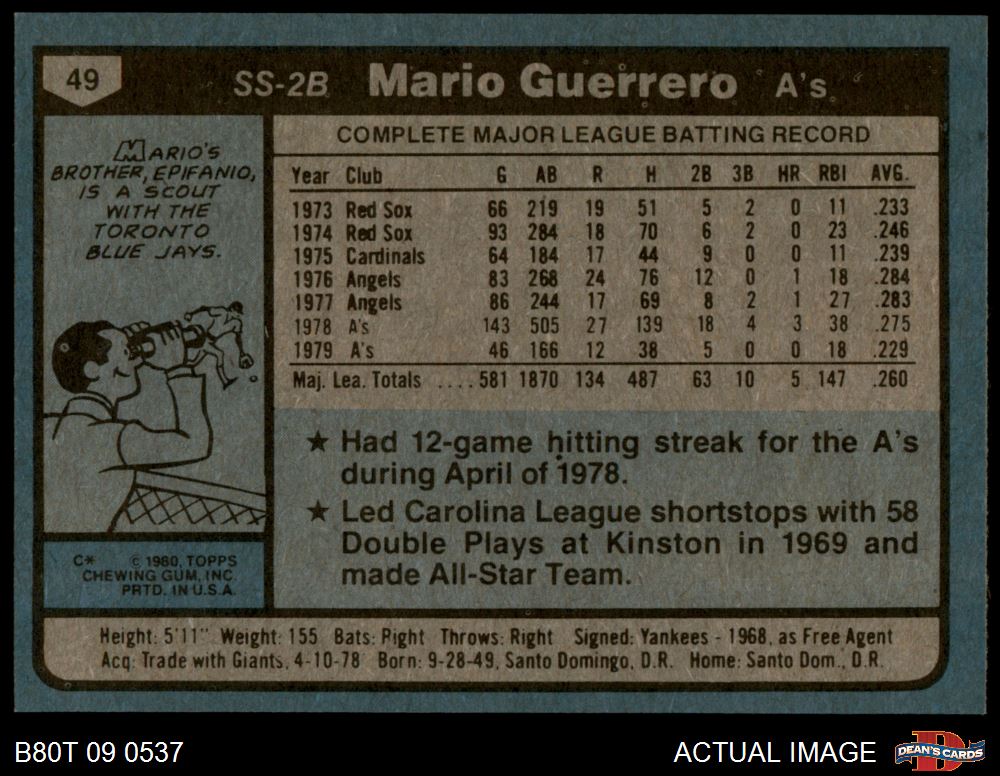 49 SS-2B Mario Guerrero A's
MARIO'S
BROTHER, EPIFANIO,
IS A SCOUT
WITH THE
TORONTO
BLUE JAYS.
C* © 1980, TOPPS
CHEWING GUM, INC.
PRTD. IN U.S.A.
COMPLETE MAJOR LEAGUE BATTING RECORD
Year Club G AB R H 2B 3B HR RBI AVG.
1973 Red Sox 66 219 19 51 5 2 0 11 .233
1974 Red Sox 93 284 18 70 6 2 0 23 .246
1975 Cardinals 64 184 17 44 9 0 0 11 .239
1976 Angels 83 268 24 76 12 0 1 18 .284
1977 Angels 86 244 17 69 8 2 1 27 .283
1978 A's 143 505 27 139 18 4 3 38 .275
1979 A's 46 166 12 38 5 0 0 18 .229
Maj. Lea. Totals ....581 1870 134 487 63 10 5 147 .260
★ Had 12-game hitting streak for the A's
during April of 1978.
★ Led Carolina League shortstops with 58
Double Plays at Kinston in 1969 and
made All-Star Team.
Height: 5'11" Weight: 155 Bats: Right Throws: Right Signed: Yankees - 1968, as Free Agent
Acq: Trade with Giants, 4-10-78 Born: 9-28-49, Santo Domingo, D.R. Home: Santo Dom., D.R.
B80T 09 0537 ACTUAL IMAGE DEAN'S CARDS